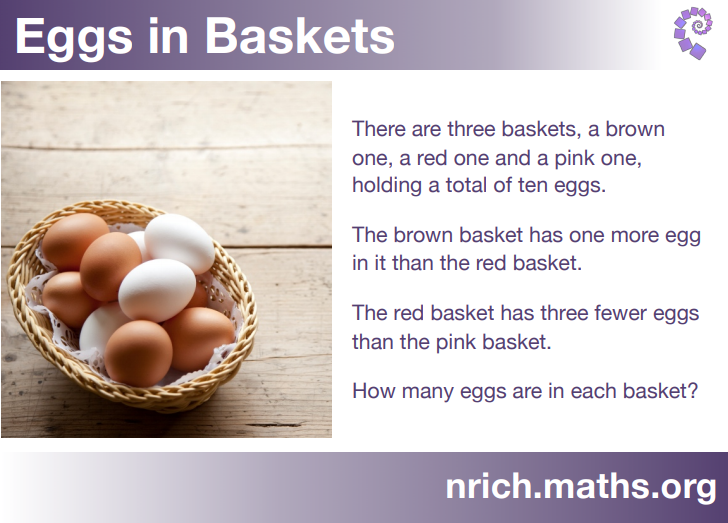 Eggs in Baskets
There are three baskets, a brown
one, a red one and a pink one,
holding a total of ten eggs.
The brown basket has one more egg
in it than the red basket.
The red basket has three fewer eggs
than the pink basket.
How many eggs are in each basket?
nrich.maths.org